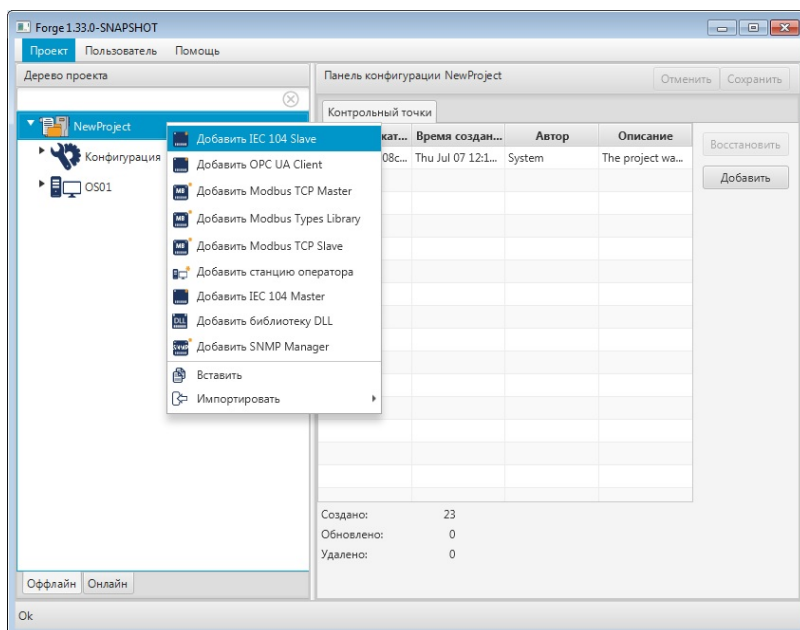 Forge 1.33.0-SNAPSHOT
Проект Пользователь Помощь
Дерево проекта
Панель конфигурации NewProject
Отменить Сохранить
Контрольный точки
NewProject
Конфигурация
OS01
Добавить IEC 104 Slave
Добавить OPC UA Client
Добавить Modbus TCP Master
Добавить Modbus Types Library
Добавить Modbus TCP Slave
Добавить станцию оператора
Добавить IEC 104 Master
Добавить библиотеку DLL
Добавить SNMP Manager
Вставить
Импортировать
кат... Время создан... Автор Описание
08c... Thu Jul 07 12:1... System The project wa...
Восстановить
Добавить
Создано: 23
Обновлено: 0
Удалено: 0
Оффлайн Онлайн
Ok